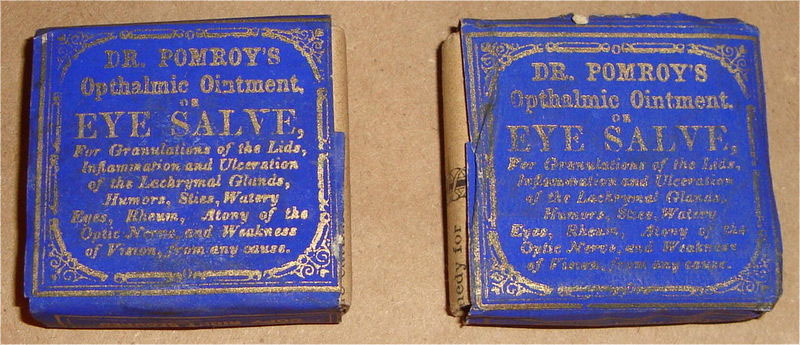 DR. POMROY'S
Opthalmic Ointment,
OR
EYE SALVE,
For Granulations of the Lids,
Inflammation and Ulceration
of the Lachrymal Glands,
Humors, Sties, Watery
Eyes, Rheum, Atony of the
Optic Nerve, and Weakness
of Vision, from any cause.
DR. POMROY'S
Opthalmic Ointment,
OR
EYE SALVE,
For Granulations of the Lids,
Inflammation and Ulceration
of the Lachrymal Glands,
Humors, Sties, Watery
Eyes, Rheum, Atony of the
Optic Nerve, and Weakness
of Vision, from any cause.
nedy for